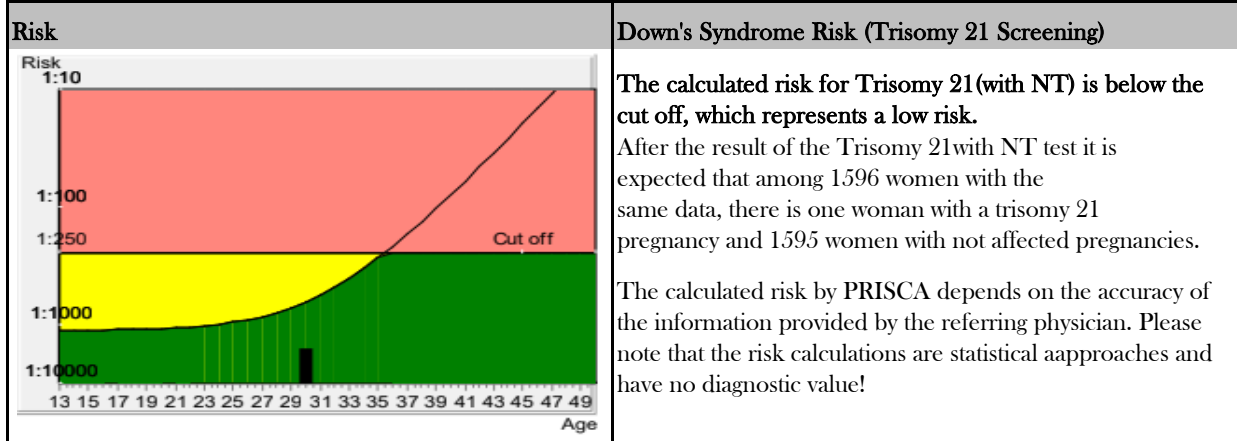 Risk
Risk
1:10
1:100
1:250
Cut off
1:1000
1:10000
13 15 17 19 21 23 25 27 29 31 33 35 37 39 41 43 45 47 49
Age
Down's Syndrome Risk (Trisomy 21 Screening)
The calculated risk for Trisomy 21(with NT) is below the
cut off, which represents a low risk.
After the result of the Trisomy 21with NT test it is
expected that among 1596 women with the
same data, there is one woman with a trisomy 21
pregnancy and 1595 women with not affected pregnancies.
The calculated risk by PRISCA depends on the accuracy of
the information provided by the referring physician. Please
note that the risk calculations are statistical aapproaches and
have no diagnostic value!